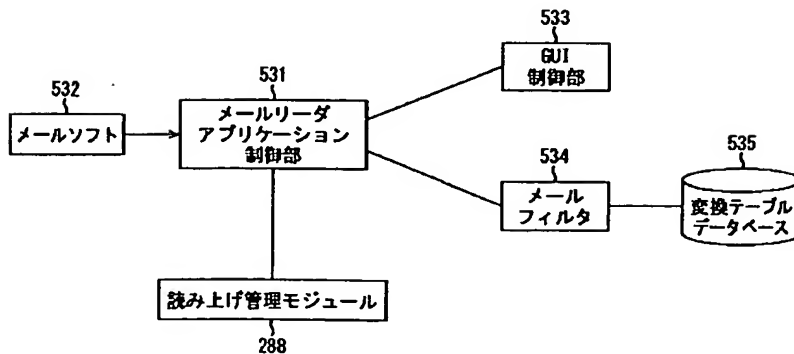 533
GUI
制御部
531
532
メールリーダ
アプリケーション
制御部
メールソフト
534
535
メール
フィルタ
変換テーブル
データベース
読み上げ管理モジュール
288